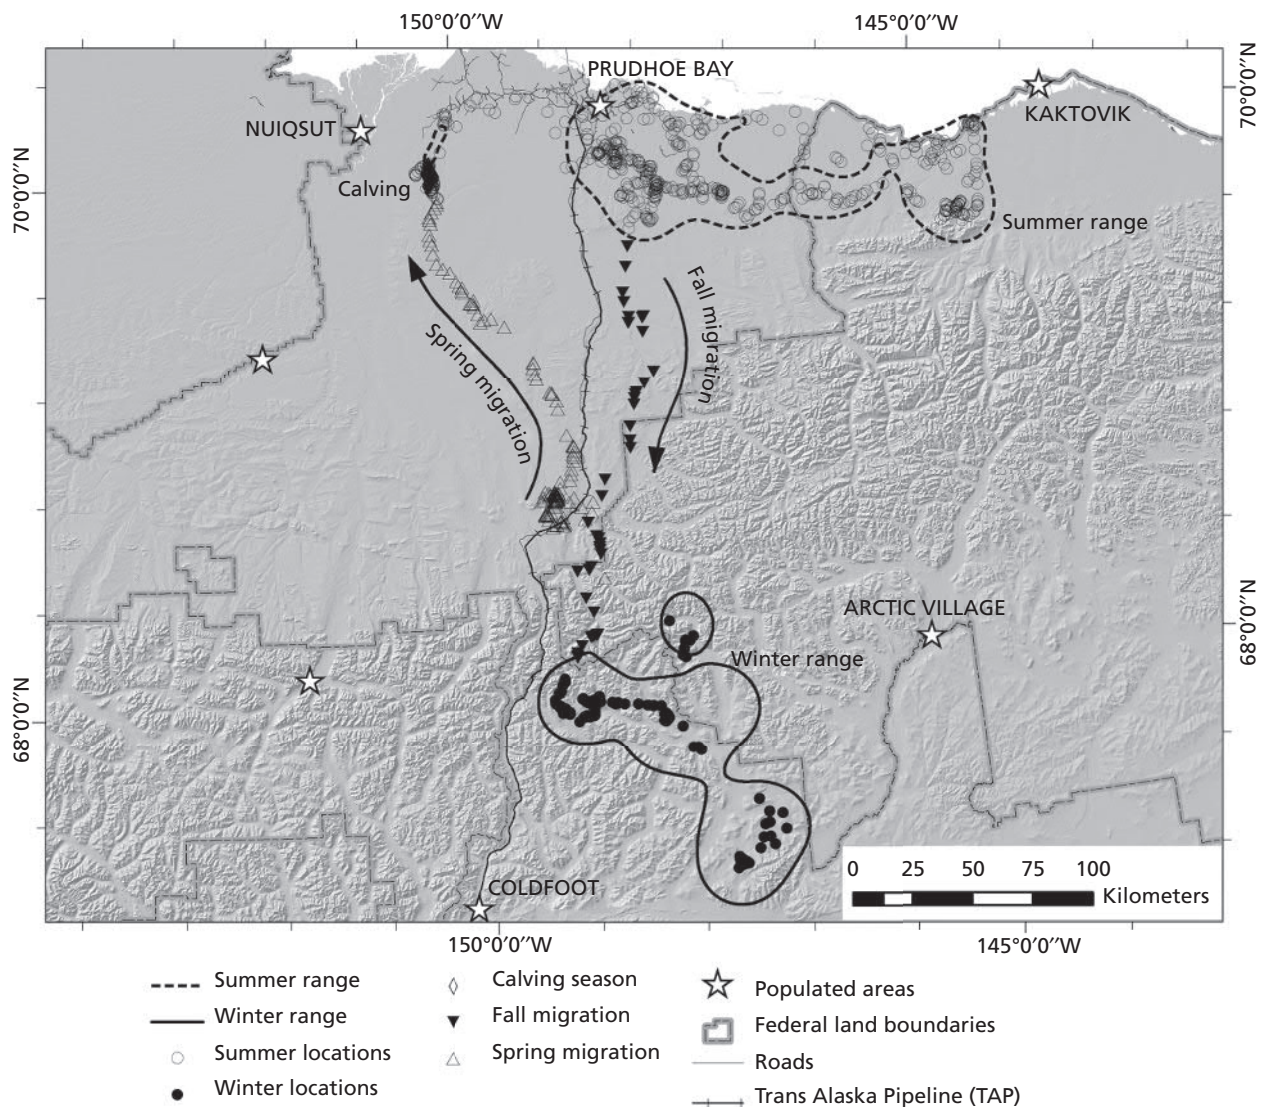 150°0′0′′W
145°0′0′′W
PRUDHOE BAY
KAKTOVIK
NUIQSUT
70°0′0′′N
70°0′0′′N
Calving
Summer range
Fall migration
Spring migration
ARCTIC VILLAGE
68°0′0′′N
Winter range
68°0′0′′N
COLDFOOT
0 25 50 75 100
Kilometers
150°0′0′′W
145°0′0′′W
Summer range
Winter range
Summer locations
Winter locations
Calving season
Fall migration
Spring migration
Populated areas
Federal land boundaries
Roads
Trans Alaska Pipeline (TAP)